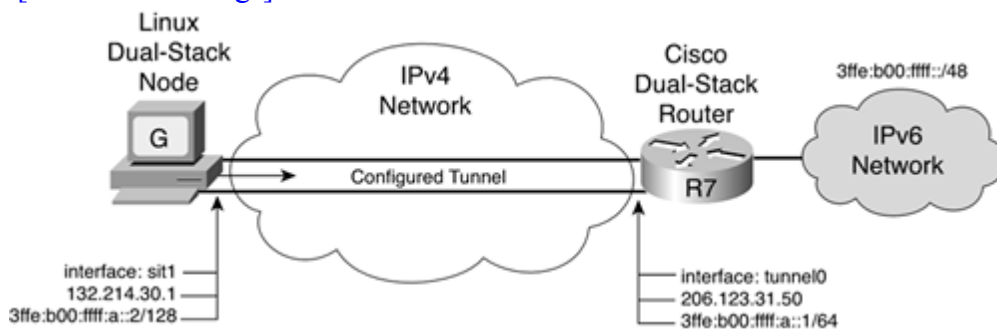 Linux
Dual-Stack
Node
G
IPv4
Network
Configured Tunnel
Cisco
Dual-Stack
Router
R7
3ffe:b00:ffff::/48
IPv6
Network
interface: sit1
132.214.30.1
3ffe:b00:ffff:a::2/128
interface: tunnel0
206.123.31.50
3ffe:b00:ffff:a::1/64